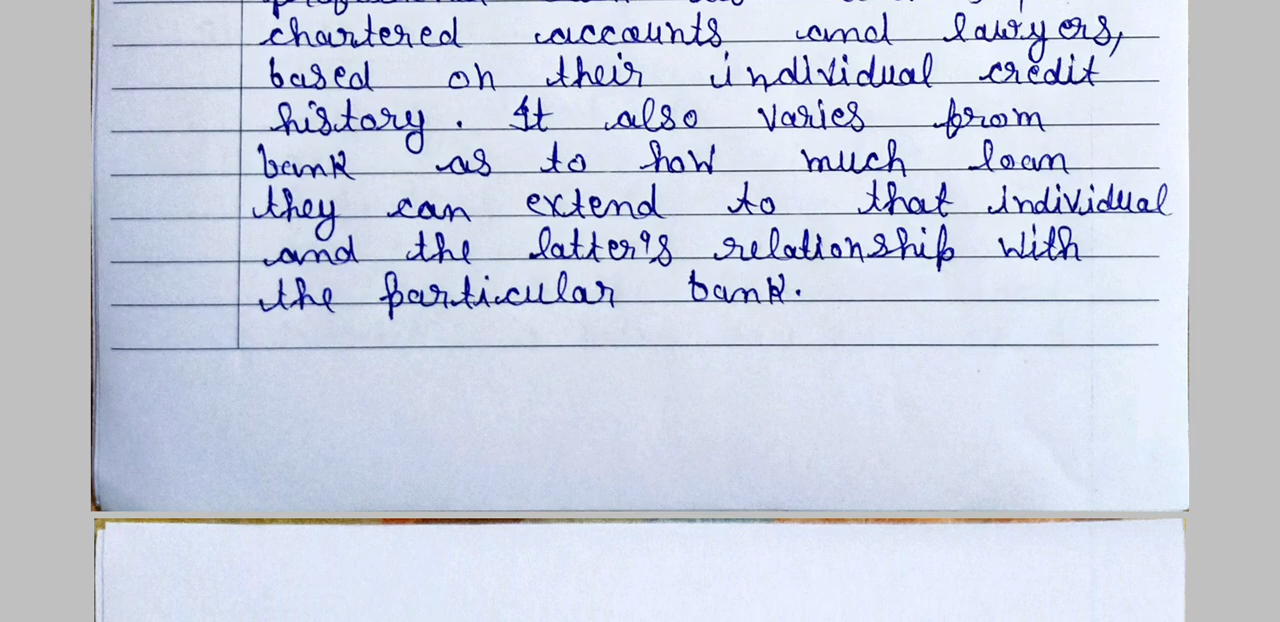 chartered accounts and lawyers,
based on their individual credit
history. It also varies from
bank as to how much loan
they can extend to that individual
and the latter's relationship with
the particular bank.